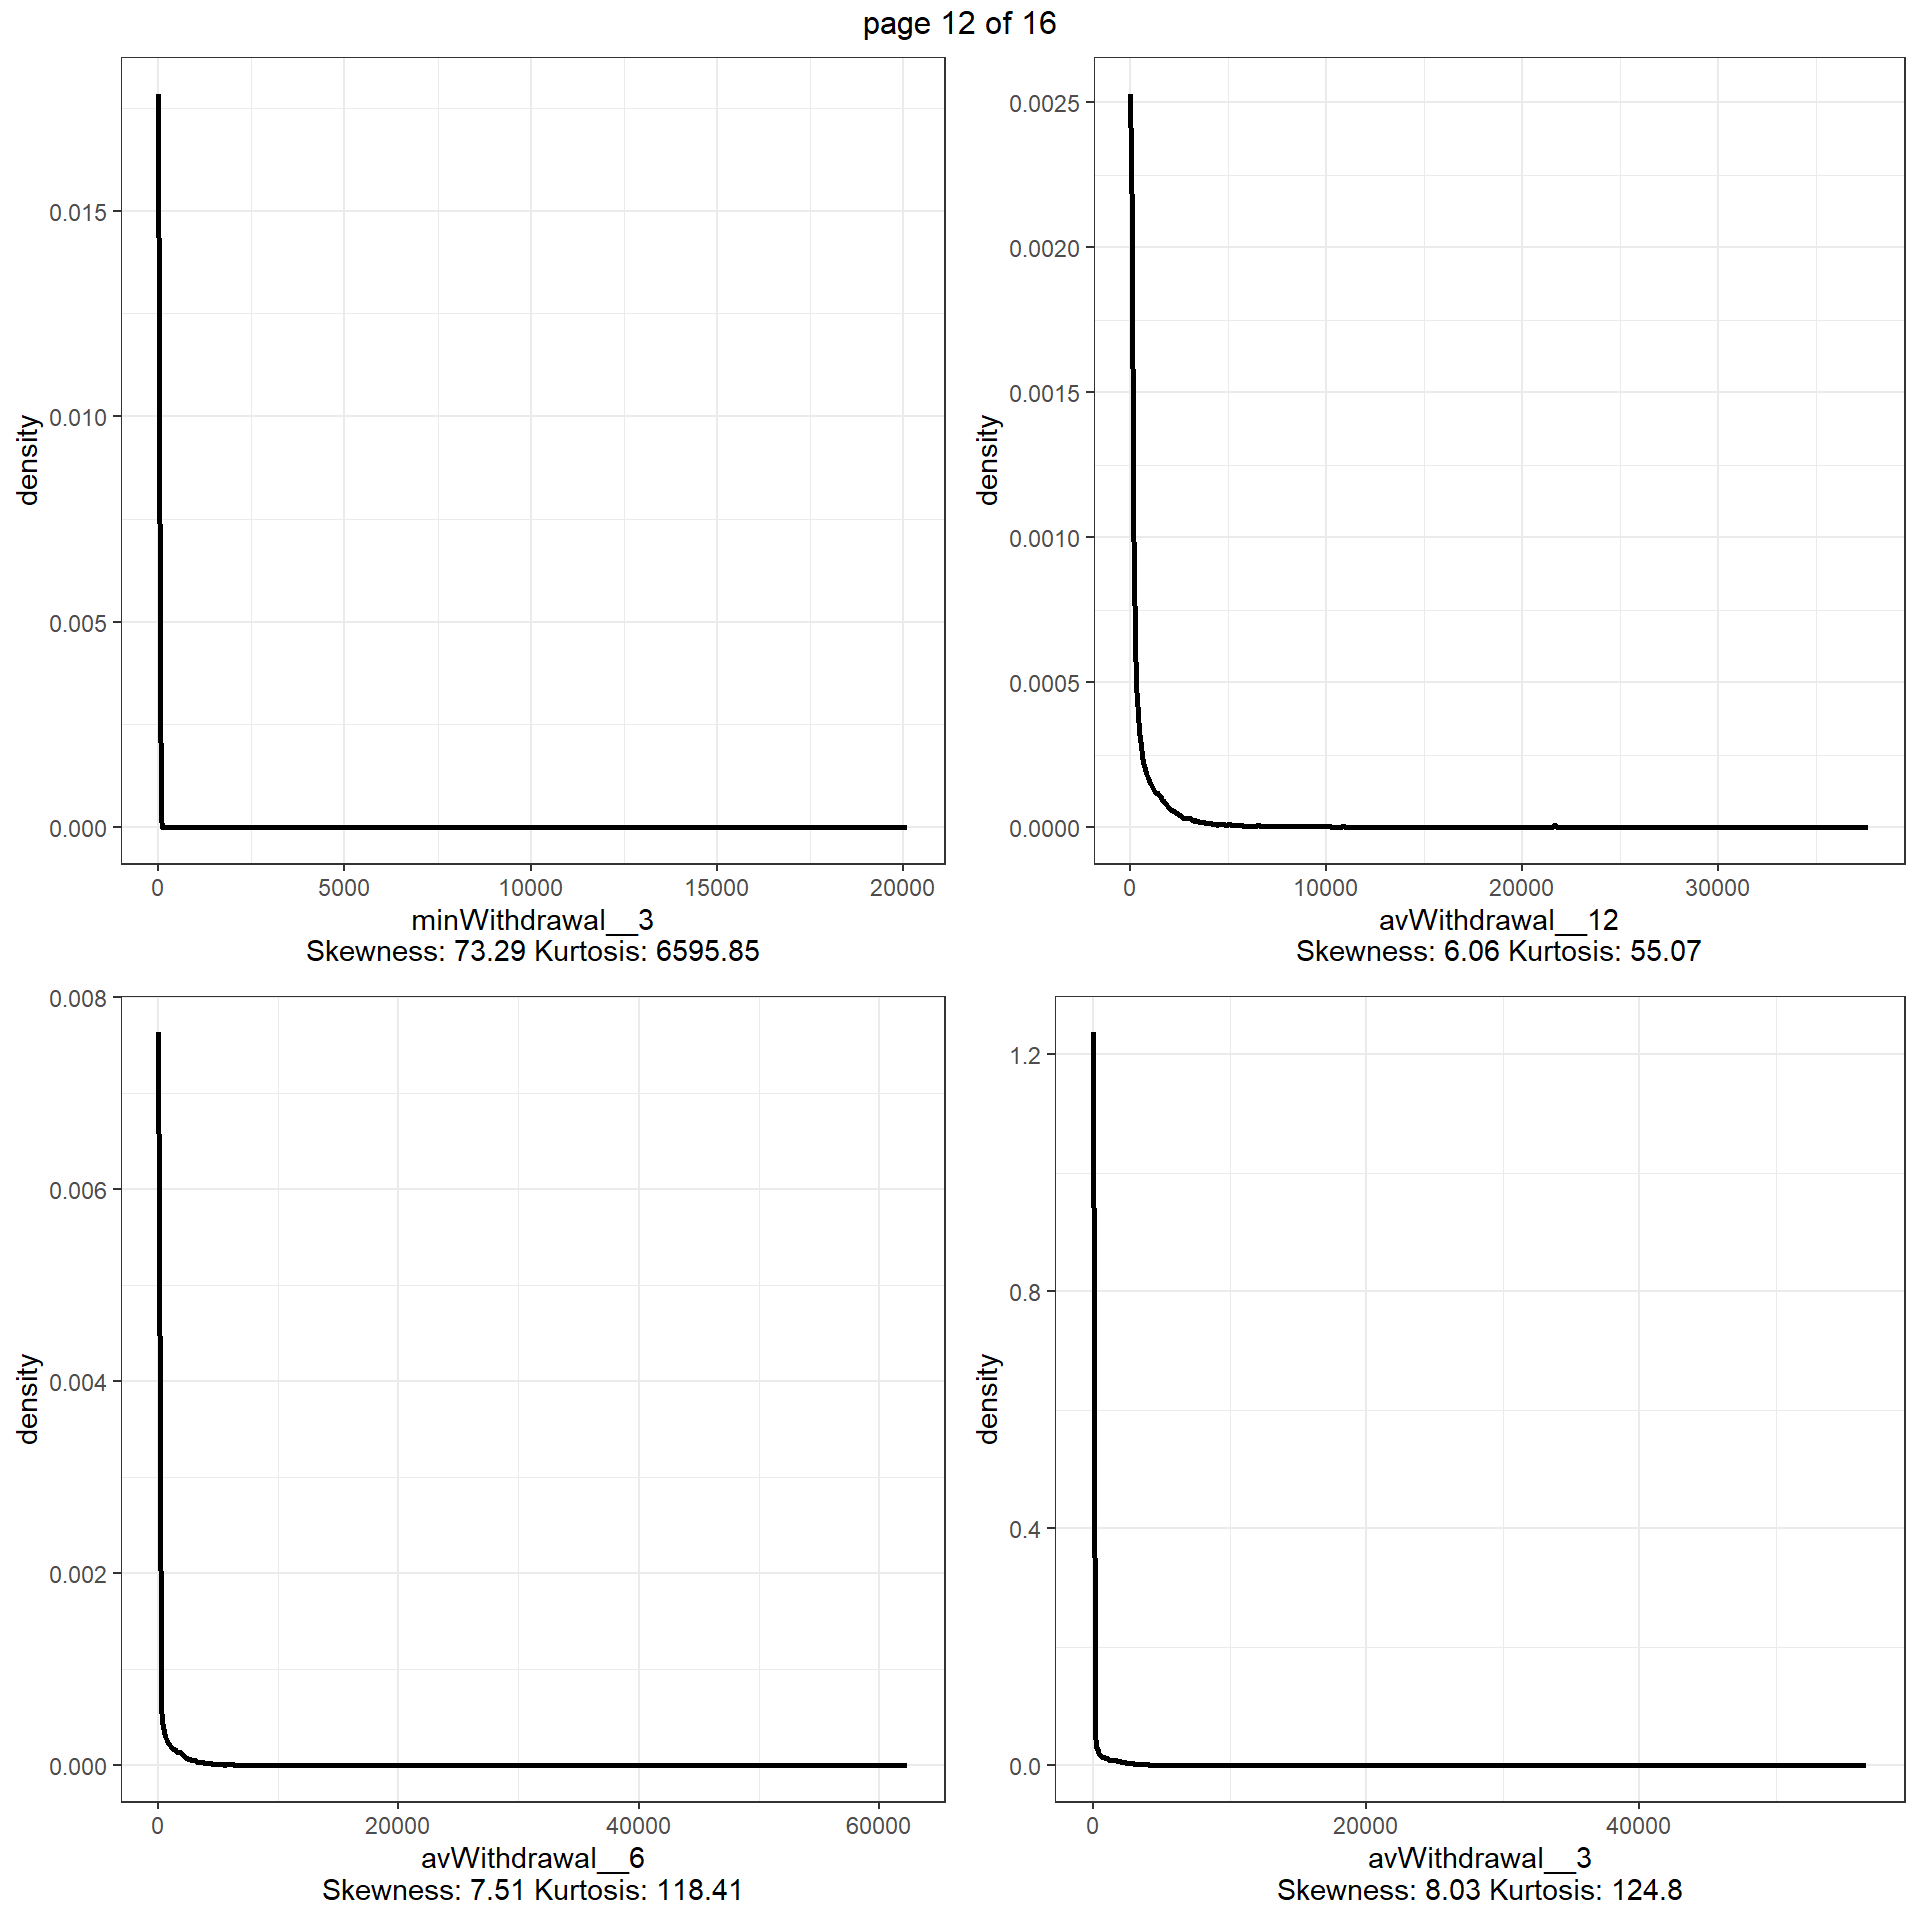 page 12 of 16
density
0.015
0.010
0.005
0.000
0 5000 10000 15000 20000
minWithdrawal__3
Skewness: 73.29 Kurtosis: 6595.85
density
0.0025
0.0020
0.0015
0.0010
0.0005
0.0000
0 10000 20000 30000
avWithdrawal__12
Skewness: 6.06 Kurtosis: 55.07
density
0.008
0.006
0.004
0.002
0.000
0 20000 40000 60000
avWithdrawal__6
Skewness: 7.51 Kurtosis: 118.41
density
1.2
0.8
0.4
0.0
0 20000 40000
avWithdrawal__3
Skewness: 8.03 Kurtosis: 124.8